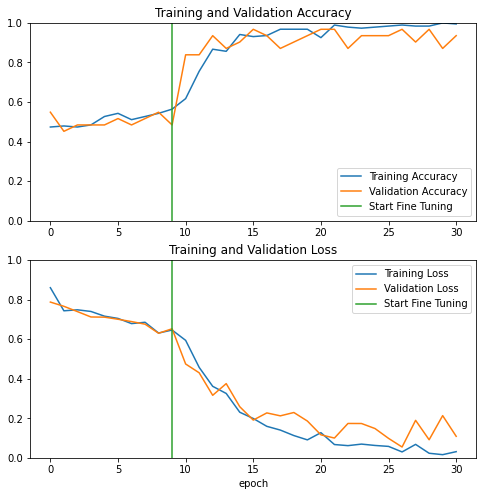 Training and Validation Accuracy
1.0
0.8
0.6
0.4
0.2
0.0
Training Accuracy
Validation Accuracy
Start Fine Tuning
0 5 10 15 20 25 30
Training and Validation Loss
1.0
0.8
0.6
0.4
0.2
0.0
Training Loss
Validation Loss
Start Fine Tuning
0 5 10 15 20 25 30
epoch